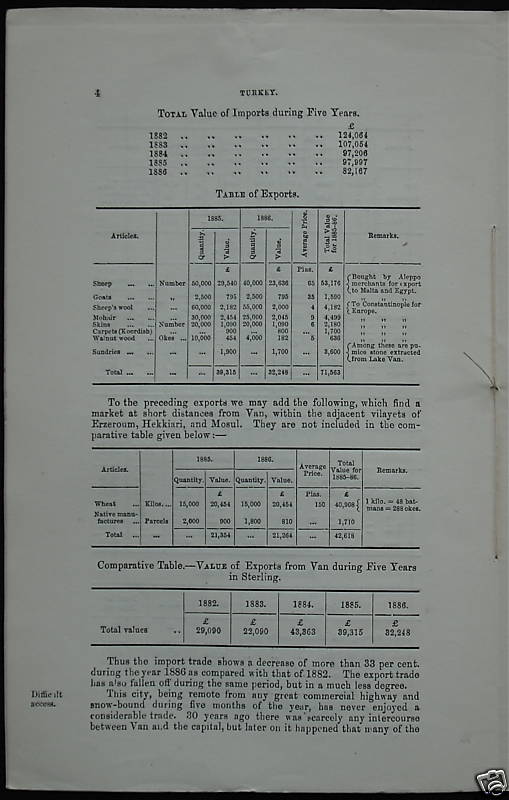 4 TURKEY.
TOTAL Value of Imports during Five Years.
£
1882 .. .. .. .. .. .. 124,064
1883 .. .. .. .. .. .. 107,054
1884 .. .. .. .. .. .. 97,206
1885 .. .. .. .. .. .. 97,997
1886 .. .. .. .. .. .. 82,167
TABLE of Exports.
Articles. 1885. 1886. Average Price. Total Value for 1885-86. Remarks.
Quantity. Value. Quantity. Value.
£ £ Pias. £
Sheep ... ... Number 50,000 29,540 40,000 23,636 65 53,176 { Bought by Aleppo merchants for export to Malta and Egypt.
Goats ... ... „ 2,500 795 2,500 795 35 1,590 „ „ „
Sheep's wool ... ... 60,000 2,182 55,000 2,000 4 4,182 { To Constantinople for Europe.
Mohair ... ... 30,000 2,454 25,000 2,045 9 4,499 „ „ „
Skins ... ... Number 20,000 1,090 20,000 1,090 6 2,180 „ „ „
Carpets (Koordish) ... ... 900 ... 800 ... 1,700 „ „ „
Walnut wood ... Okes ... 10,000 454 4,000 182 5 636 „ „ „
Sundries ... ... ... ... 1,900 ... 1,700 ... 3,600 { Among these are pumice stone extracted from Lake Van.
Total ... ... ... ... 39,315 ... 32,248 ... 71,563
To the preceding exports we may add the following, which find a
market at short distances from Van, within the adjacent vilayets of
Erzeroum, Hekkiari, and Mosul. They are not included in the com-
parative table given below:—
Articles. 1885. 1886. Average Price. Total Value for 1885-86. Remarks.
Quantity. Value. Quantity. Value.
£ £ Pias. £
Wheat ... Kilos.... 15,000 20,454 15,000 20,454 150 40,908 { 1 kilo. = 48 batmans = 288 okes.
Native manufactures ... Parcels 2,000 900 1,800 810 ... 1,710
Total ... ... ... 21,354 ... 21,264 ... 42,618
Comparative Table.—VALUE of Exports from Van during Five Years
in Sterling.
1882. 1883. 1884. 1885. 1886.
£ £ £ £ £
Total values .. 29,090 22,090 43,363 39,315 32,248
Thus the import trade shows a decrease of more than 33 per cent.
during the year 1886 as compared with that of 1882. The export trade
has also fallen off during the same period, but in a much less degree.
Difficult access.
This city, being remote from any great commercial highway and
snow-bound during five months of the year, has never enjoyed a
considerable trade. 30 years ago there was scarcely any intercourse
between Van and the capital, but later on it happened that many of the